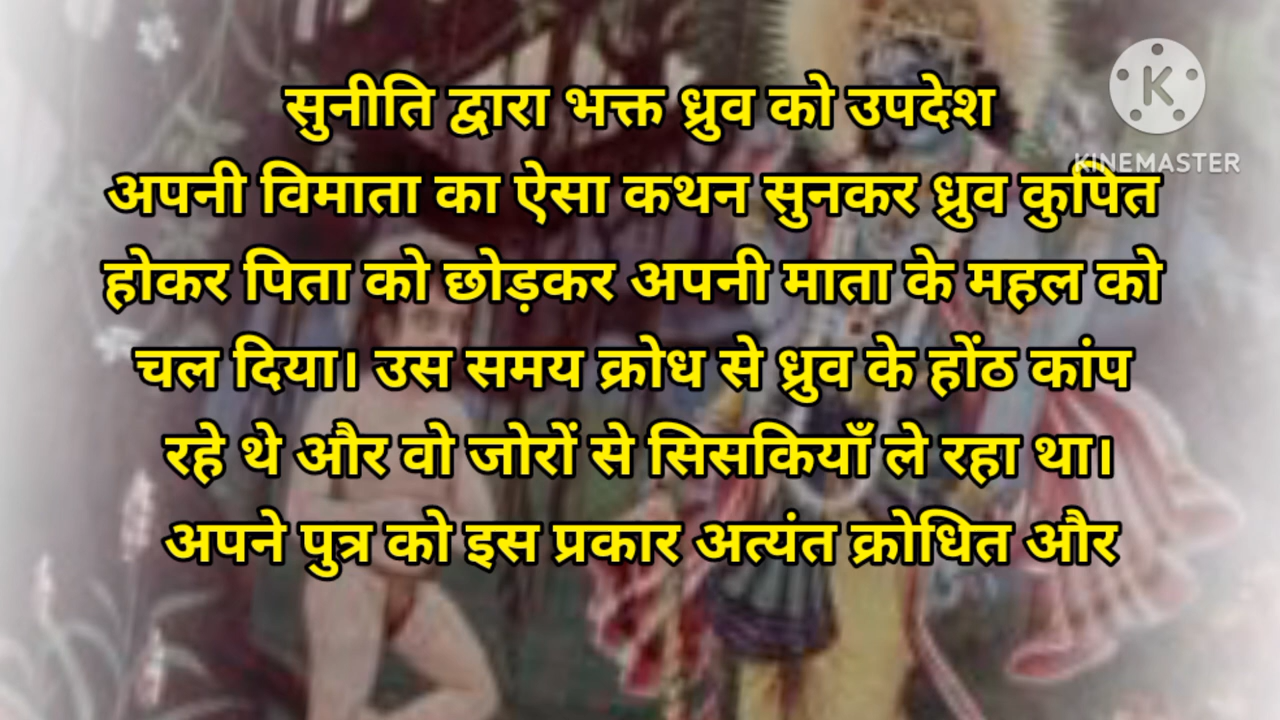 सुनीति द्वारा भक्त ध्रुव को उपदेश
अपनी विमाता का ऐसा कथन सुनकर ध्रुव कुपित
होकर पिता को छोड़कर अपनी माता के महल को
चल दिया। उस समय क्रोध से ध्रुव के होंठ कांप
रहे थे और वो जोरों से सिसकियाँ ले रहा था।
अपने पुत्र को इस प्रकार अत्यंत क्रोधित और
K
KINEMASTER